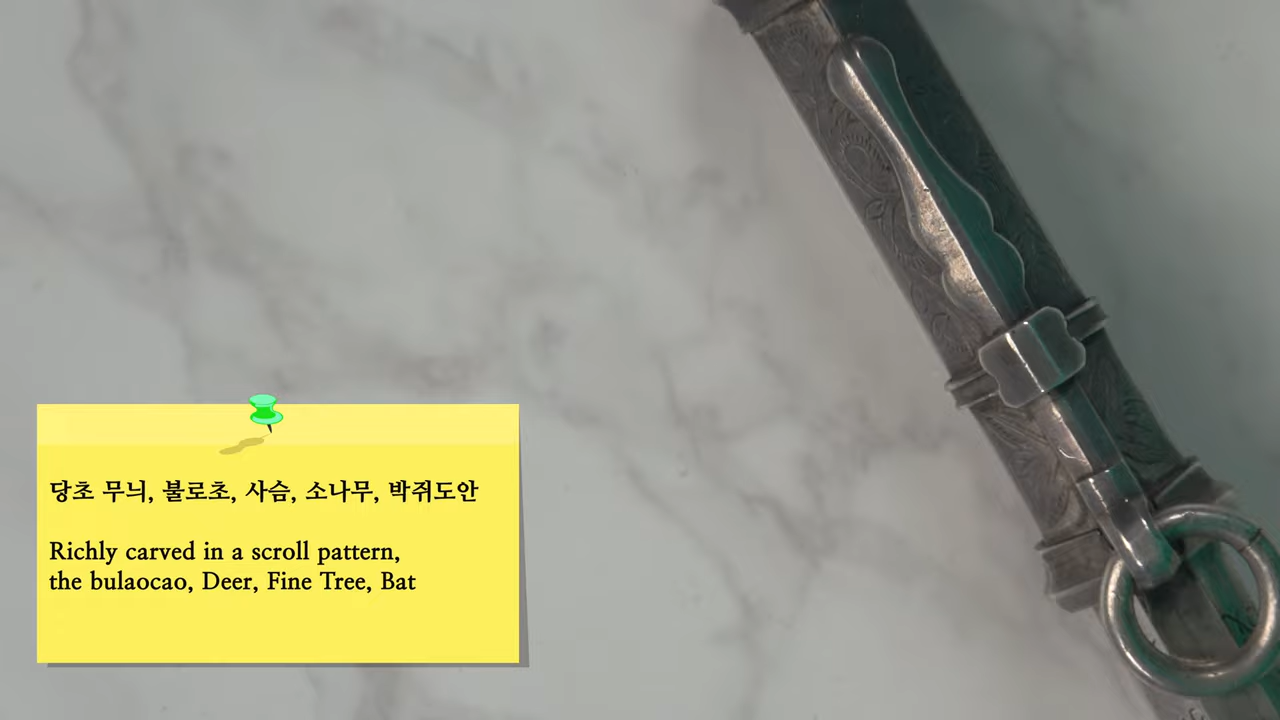 당초 무늬, 불로초, 사슴, 소나무, 박쥐도안
Richly carved in a scroll pattern,
the bulaocao, Deer, Fine Tree, Bat